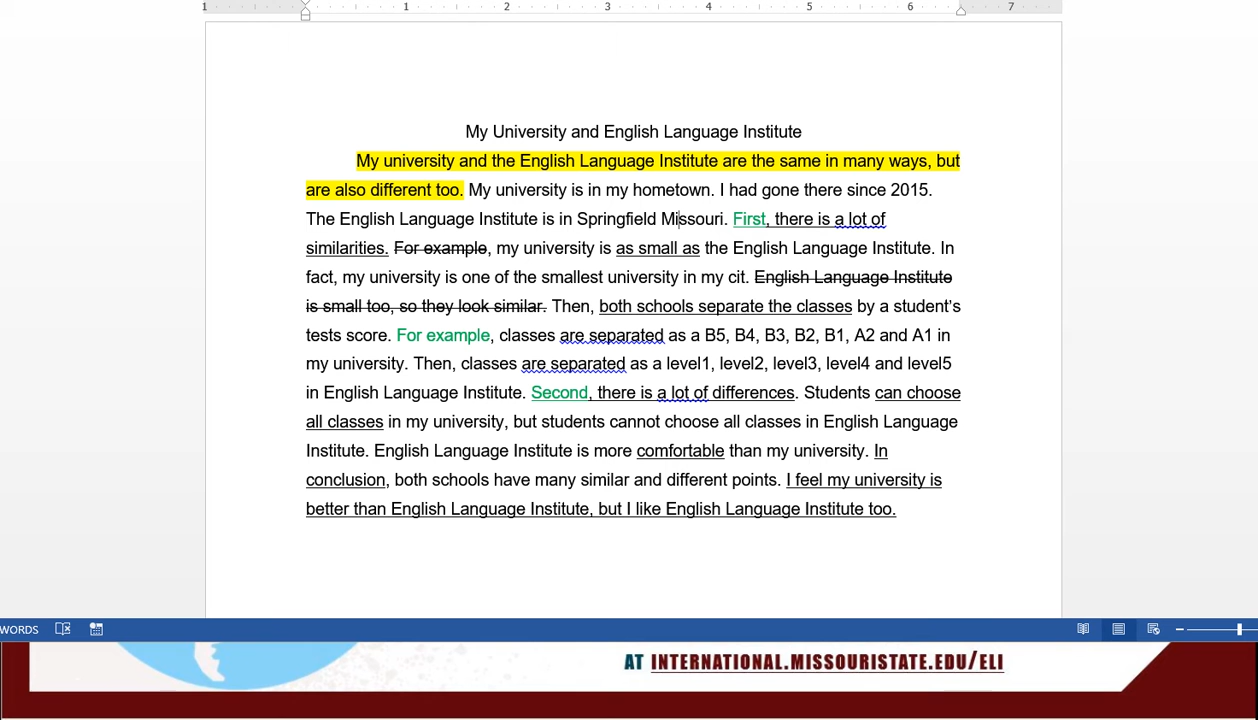 1 1 2 3 4 5 6 7
My University and English Language Institute
My university and the English Language Institute are the same in many ways, but
are also different too. My university is in my hometown. I had gone there since 2015.
The English Language Institute is in Springfield Missouri. First, there is a lot of
similarities. For example, my university is as small as the English Language Institute. In
fact, my university is one of the smallest university in my cit. English Language Institute
is small too, so they look similar. Then, both schools separate the classes by a student’s
tests score. For example, classes are separated as a B5, B4, B3, B2, B1, A2 and A1 in
my university. Then, classes are separated as a level1, level2, level3, level4 and level5
in English Language Institute. Second, there is a lot of differences. Students can choose
all classes in my university, but students cannot choose all classes in English Language
Institute. English Language Institute is more comfortable than my university. In
conclusion, both schools have many similar and different points. I feel my university is
better than English Language Institute, but I like English Language Institute too.
WORDS
AT INTERNATIONAL.MISSOURISTATE.EDU/ELI